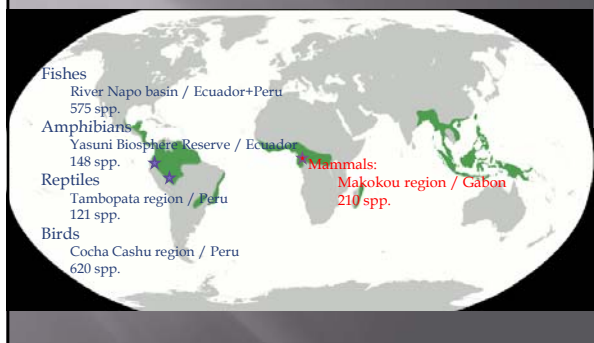 Fishes
River Napo basin / Ecuador+Peru
575 spp.
Amphibians
Yasuni Biosphere Reserve / Ecuador
148 spp.
Reptiles
Tambopata region / Peru
121 spp.
Birds
Cocha Cashu region / Peru
620 spp.
Mammals:
Makokou region / Gabon
210 spp.